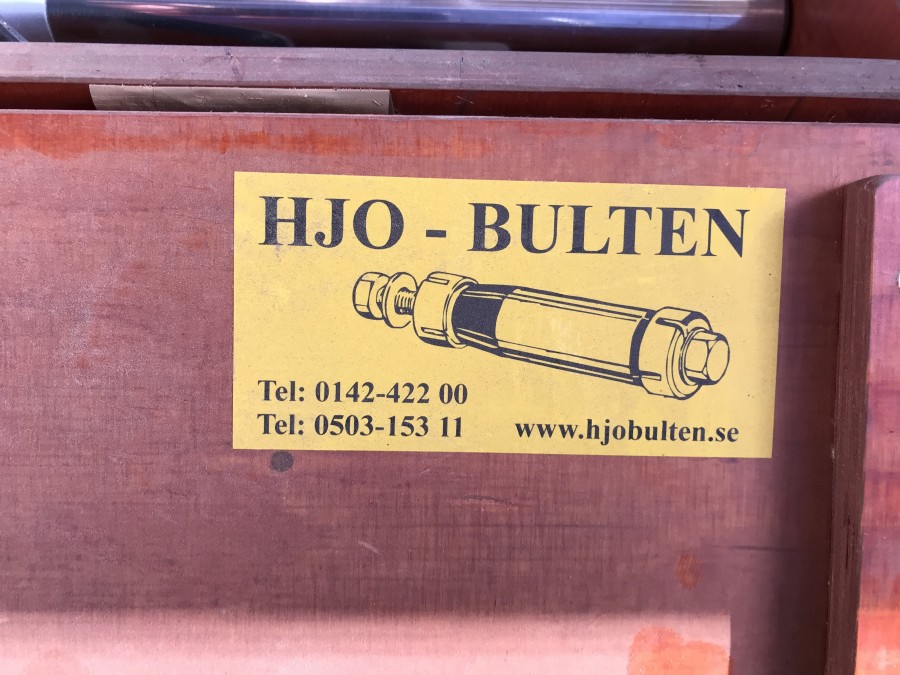 HJO - BULTEN
Tel: 0142-422 00
Tel: 0503-153 11
www.hjobulten.se